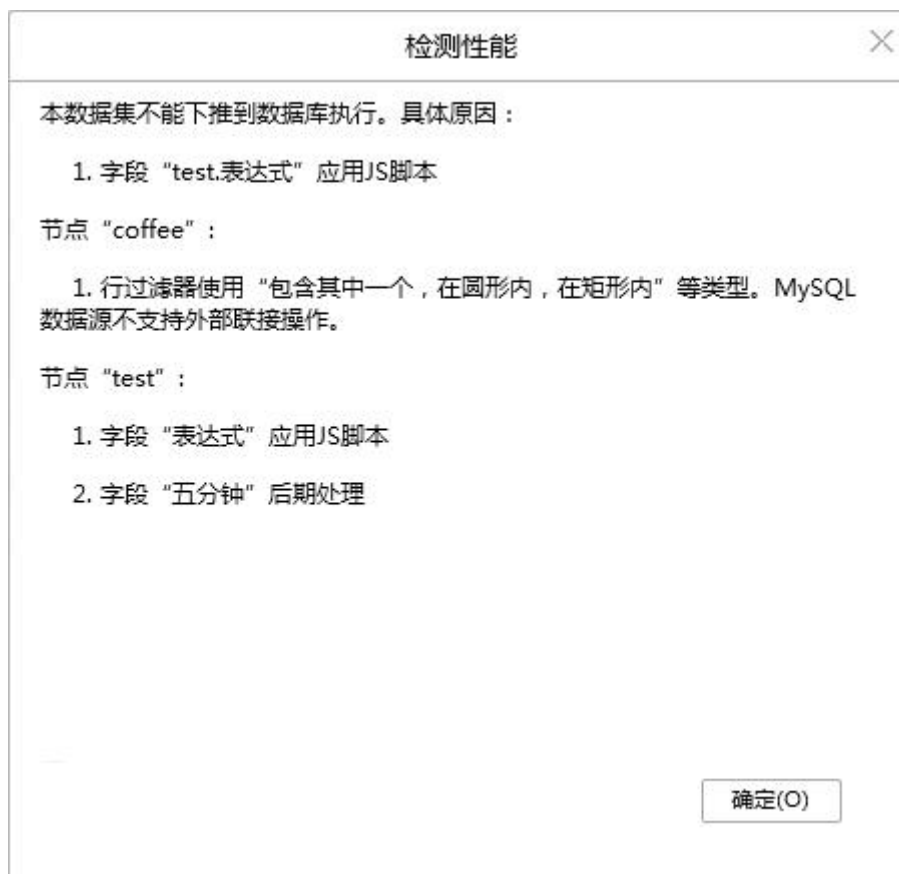 检测性能
本数据集不能下推到数据库执行。具体原因：
1. 字段“test.表达式”应用JS脚本
节点“coffee”：
1. 行过滤器使用“包含其中一个，在圆形内，在矩形内”等类型。MySQL
数据源不支持外部联接操作。
节点“test”：
1. 字段“表达式”应用JS脚本
2. 字段“五分钟”后期处理
确定(O)